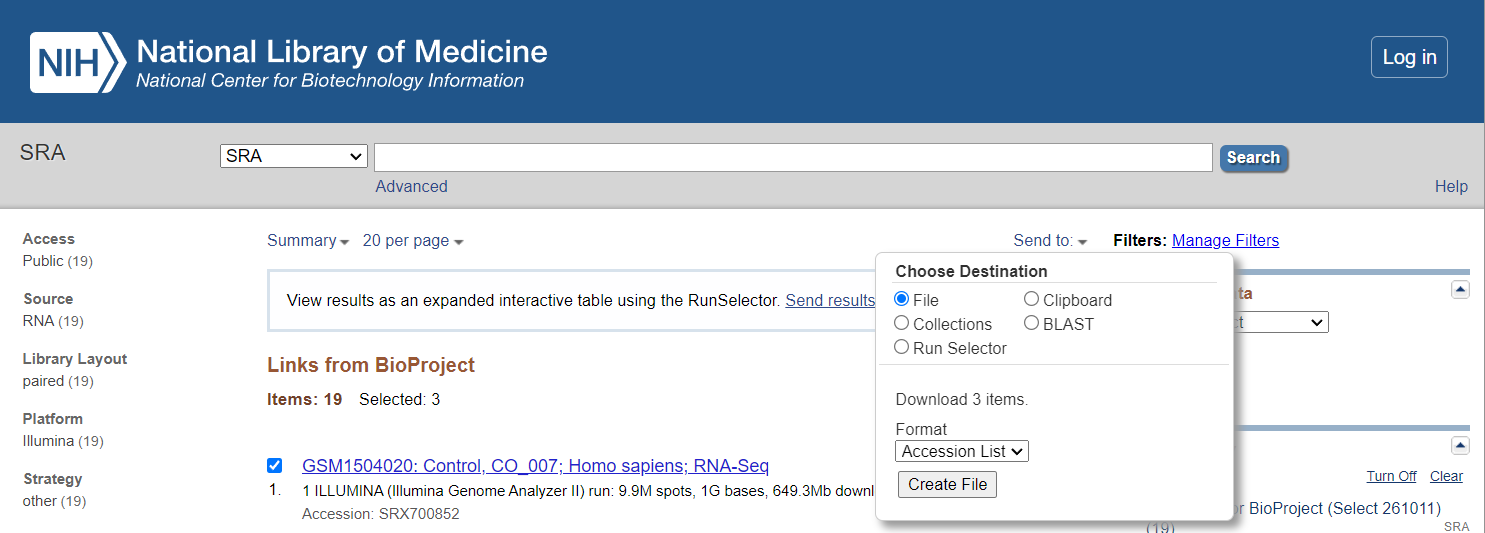 NIH
National Library of Medicine
National Center for Biotechnology Information
Log in
SRA
SRA
Search
Advanced
Help
Access
Public (19)
Source
RNA (19)
Library Layout
paired (19)
Platform
Illumina (19)
Strategy
other (19)
Summary
20 per page
Send to:
Filters: Manage Filters
View results as an expanded interactive table using the RunSelector. Send results
Links from BioProject
Items: 19 Selected: 3
GSM1504020: Control, CO_007; Homo sapiens; RNA-Seq
1.
1 ILLUMINA (Illumina Genome Analyzer II) run: 9.9M spots, 1G bases, 649.3Mb downl
Accession: SRX700852
Choose Destination
File
Clipboard
Collections
BLAST
Run Selector
Download 3 items.
Format
Accession List
Create File
Turn Off Clear
BioProject (Select 261011)
(19)
SRA